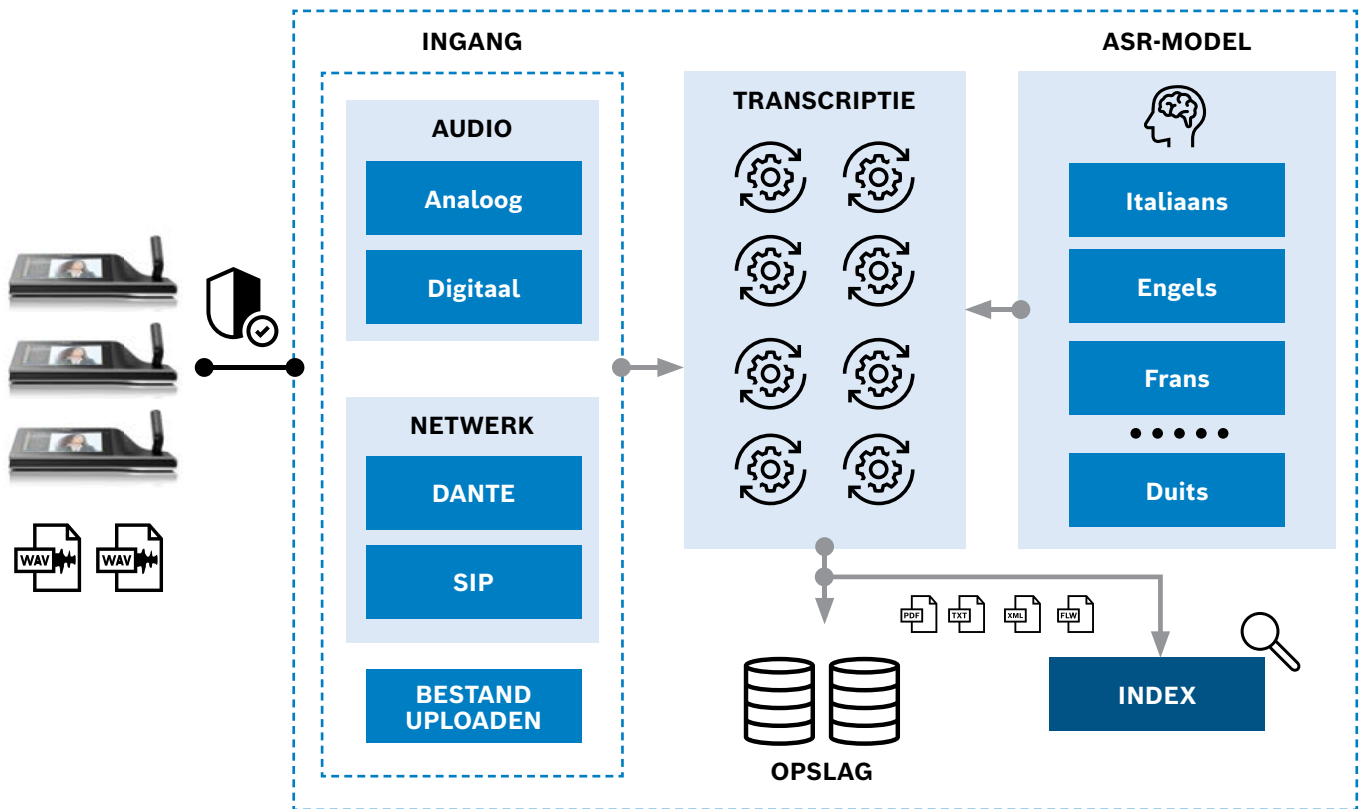 INGANG
AUDIO
Analoog
Digitaal
NETWERK
DANTE
SIP
BESTAND
UPLOADEN
WAV
WAV
TRANSCRIPTIE
ASR-MODEL
Italiaans
Engels
Frans
Duits
PDF
TXT
XML
FLW
OPSLAG
INDEX